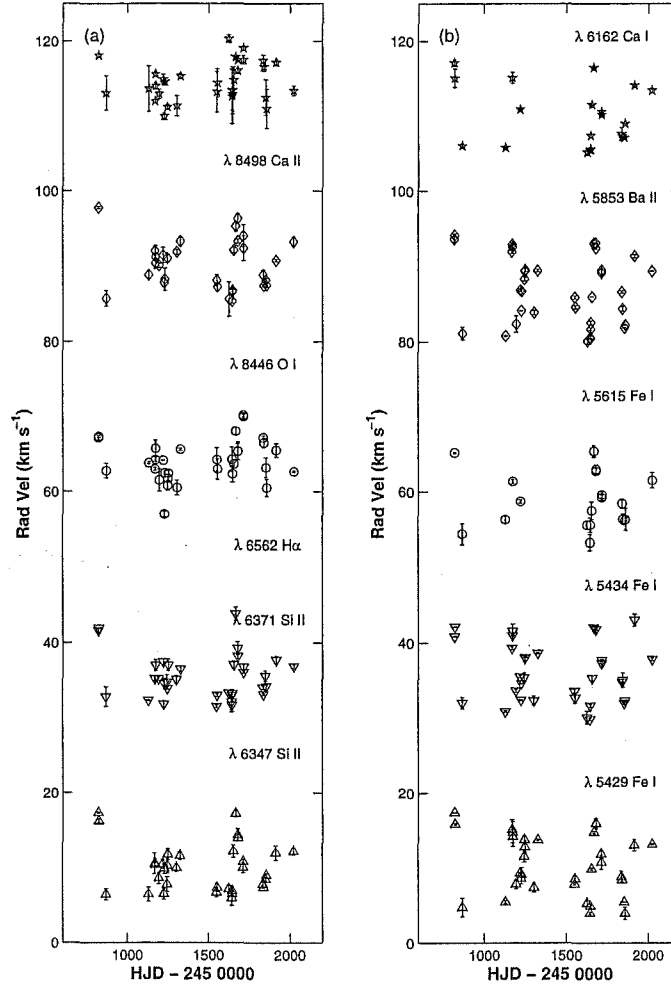 (a)
120
100
80
60
40
20
0
Rad Vel (km s⁻¹)
λ 8498 Ca II
λ 8446 O I
λ 6562 Hα
λ 6371 Si II
λ 6347 Si II
1000
1500
2000
HJD – 245 0000
(b)
120
100
80
60
40
20
0
Rad Vel (km s⁻¹)
λ 6162 Ca I
λ 5853 Ba II
λ 5615 Fe I
λ 5434 Fe I
λ 5429 Fe I
1000
1500
2000
HJD – 245 0000